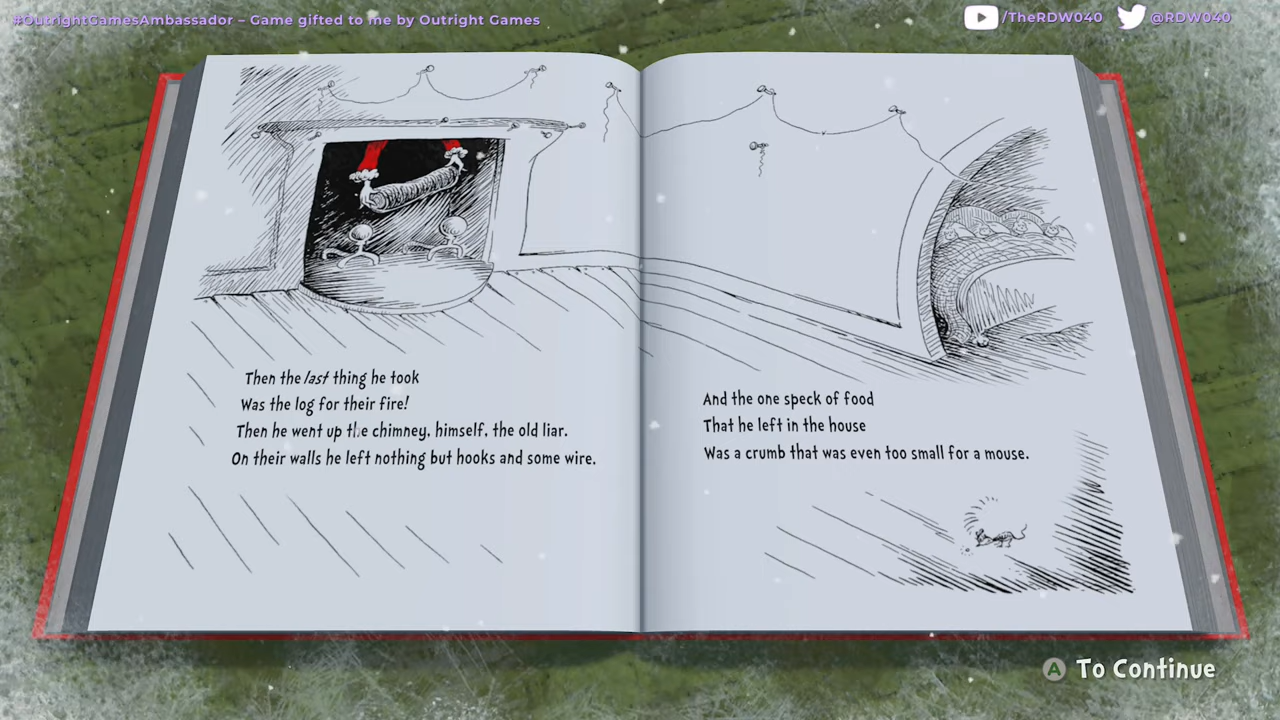 #OutrightGamesAmbassador – Game gifted to me by Outright Games
/TheRDW040
@RDW040
Then the last thing he took
Was the log for their fire!
Then he went up the chimney, himself, the old liar.
On their walls he left nothing but hooks and some wire.
And the one speck of food
That he left in the house
Was a crumb that was even too small for a mouse.
A To Continue